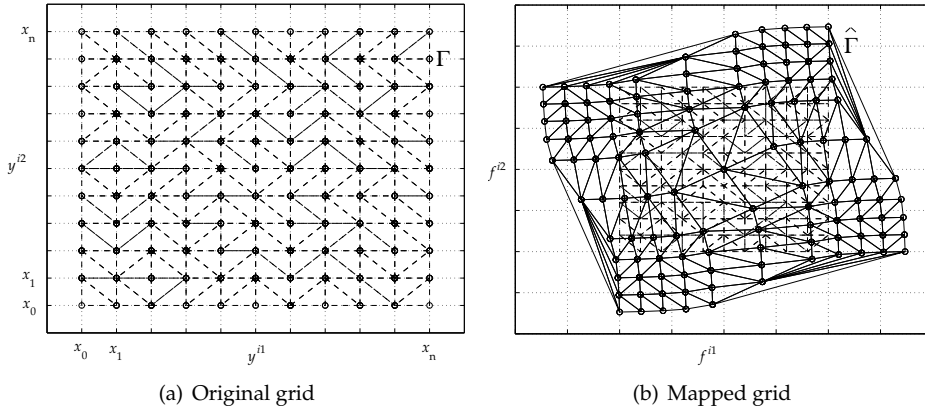 x_n
Γ
y^{i2}
x_1
x_0
x_0 x_1 y^{i1} x_n
(a) Original grid
Γ̂
f^{i2}
f^{i1}
(b) Mapped grid